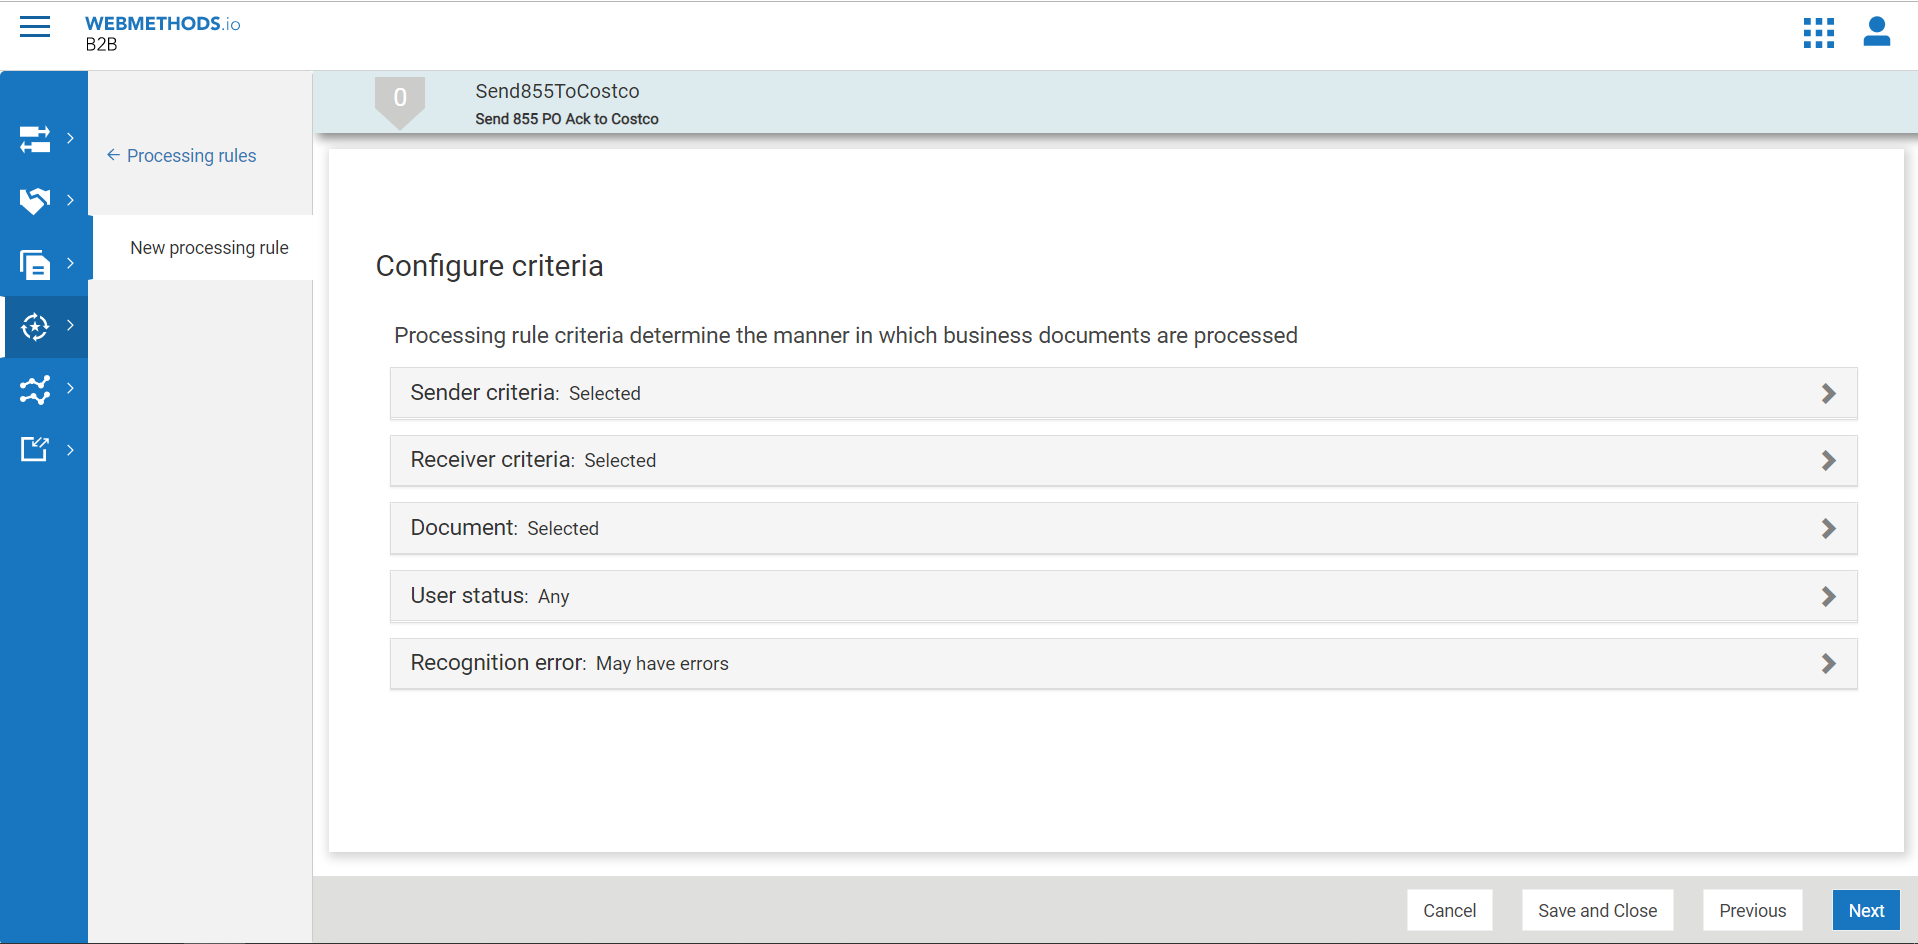 WEBMETHODS.io
B2B
0
Send855ToCostco
Send 855 PO Ack to Costco
← Processing rules
New processing rule
Configure criteria
Processing rule criteria determine the manner in which business documents are processed
Sender criteria: Selected
Receiver criteria: Selected
Document: Selected
User status: Any
Recognition error: May have errors
Cancel
Save and Close
Previous
Next